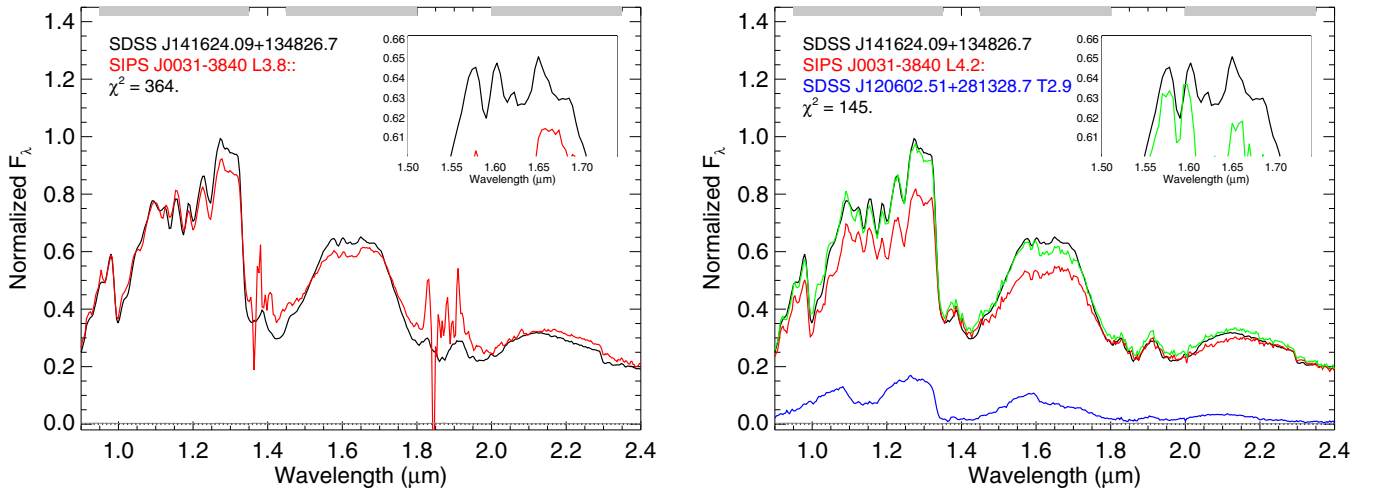 SDSS J141624.09+134826.7
SIPS J0031-3840 L3.8::
χ² = 364.
Normalized Fλ
1.4
1.2
1.0
0.8
0.6
0.4
0.2
0.0
1.0 1.2 1.4 1.6 1.8 2.0 2.2 2.4
Wavelength (μm)
0.66
0.65
0.64
0.63
0.62
0.61
1.50 1.55 1.60 1.65 1.70
Wavelength (μm)
SDSS J141624.09+134826.7
SIPS J0031-3840 L4.2:
SDSS J120602.51+281328.7 T2.9
χ² = 145.
Normalized Fλ
1.4
1.2
1.0
0.8
0.6
0.4
0.2
0.0
1.0 1.2 1.4 1.6 1.8 2.0 2.2 2.4
Wavelength (μm)
0.66
0.65
0.64
0.63
0.62
0.61
1.50 1.55 1.60 1.65 1.70
Wavelength (μm)